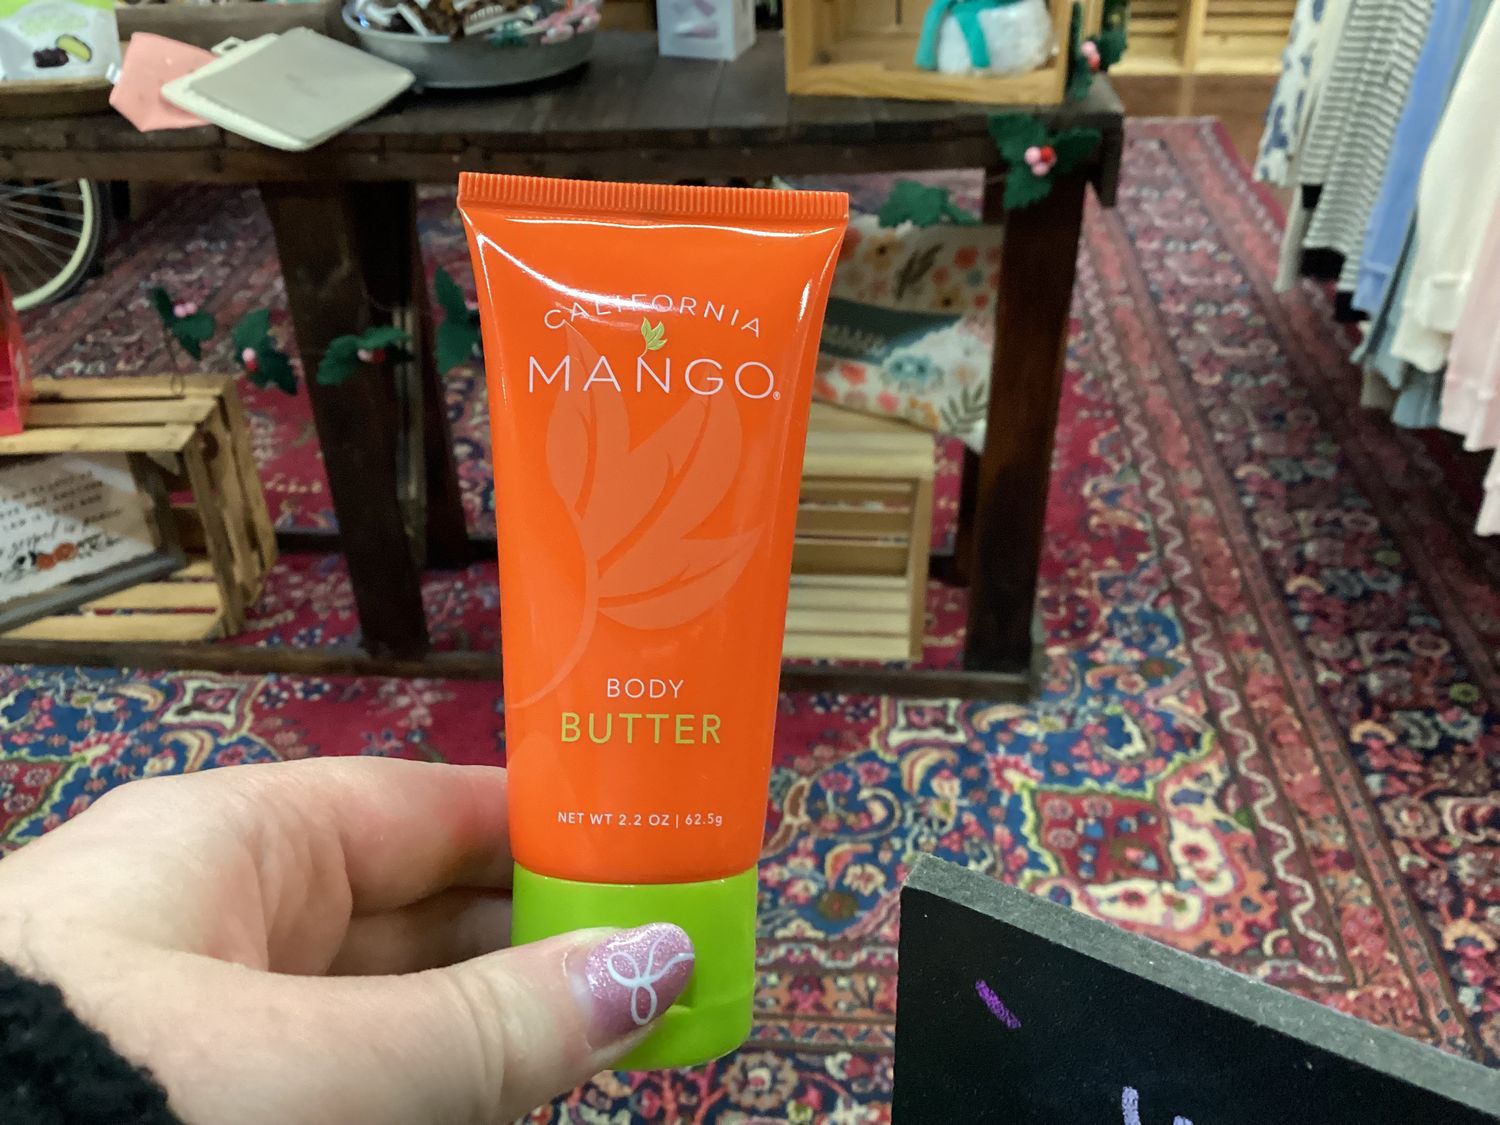 CALIFORNIA
MANGO®
BODY
BUTTER
NET WT 2.2 OZ | 62.5g